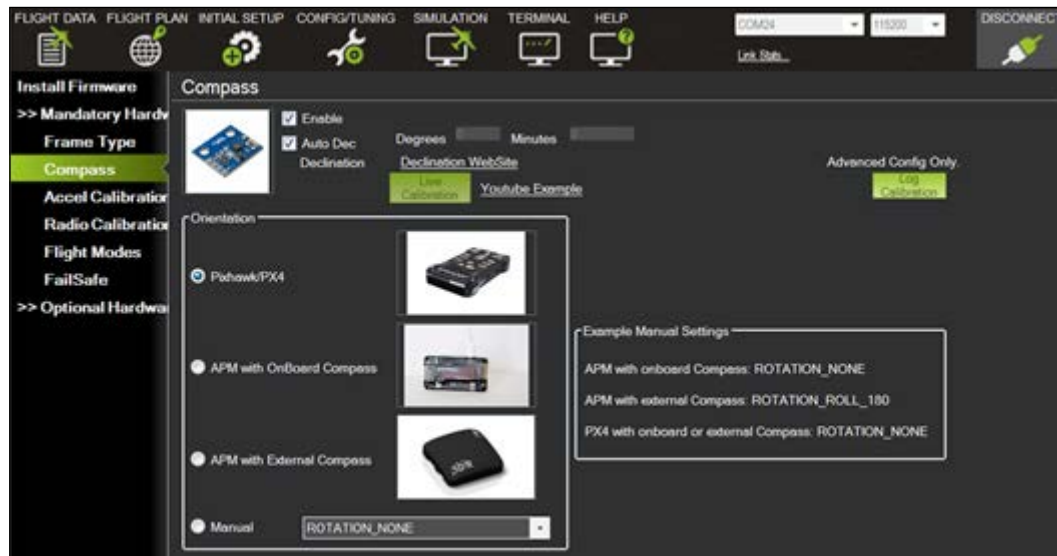 FLIGHT DATA FLIGHT PLAN INITIAL SETUP CONFIG/TUNING SIMULATION TERMINAL HELP
COM24 115200 DISCONNEC
Link Stats...
Install Firmware
>> Mandatory Hardw
Frame Type
Compass
Accel Calibration
Radio Calibration
Flight Modes
FailSafe
>> Optional Hardwa
Compass
Enable
Auto Dec Degrees Minutes
Declination Declination WebSite
Live
Calibration
Youtube Example
Advanced Config Only.
Log
Calibration
Orientation
Pixhawk/PX4
APM with OnBoard Compass
APM with External Compass
Manual ROTATION_NONE
Example Manual Settings
APM with onboard Compass: ROTATION_NONE
APM with external Compass: ROTATION_ROLL_180
PX4 with onboard or external Compass: ROTATION_NONE